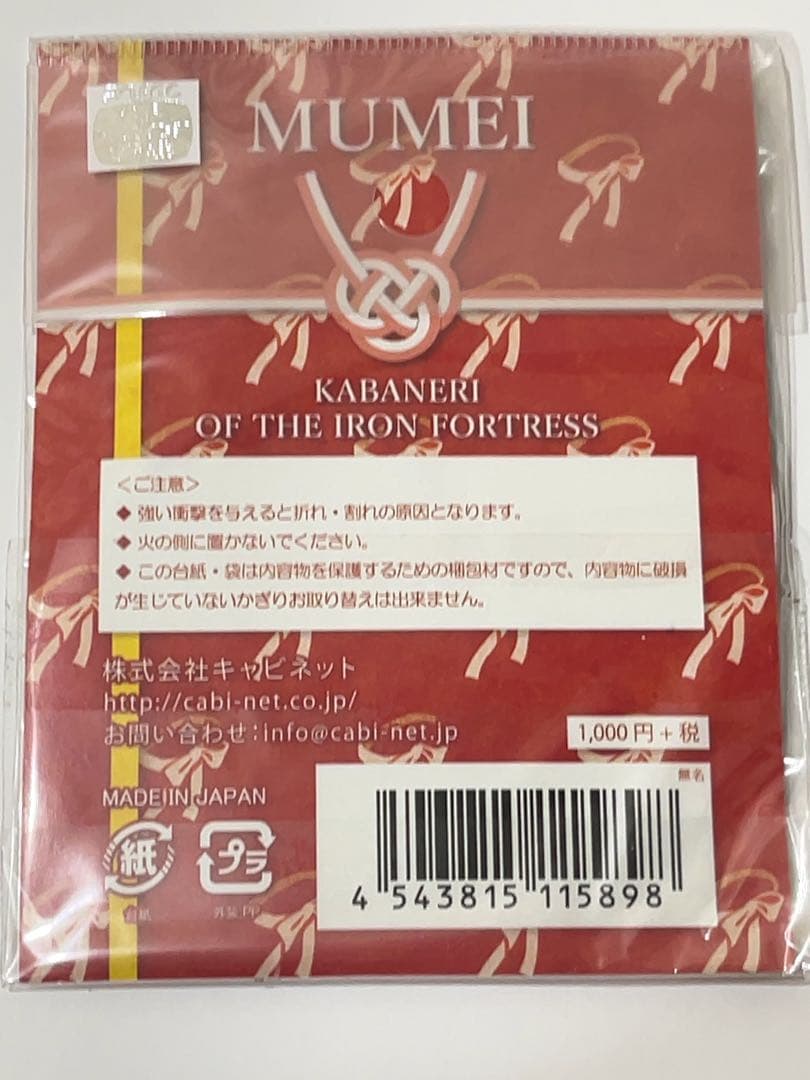 MUMEI
KABANERI
OF THE IRON FORTRESS
<ご注意>
◆ 強い衝撃を与えると折れ・割れの原因となります。
◆ 火の側に置かないでください。
◆ この台紙・袋は内容物を保護するための梱包材ですので、内容物に破損
が生じていないかぎりお取り替えは出来ません。
株式会社キャビネット
http://cabi-net.co.jp/
お問い合わせ:info@cabi-net.jp
1,000円+税
無名
MADE IN JAPAN
紙
プラ
台紙
外装:PP
4 543815 115898